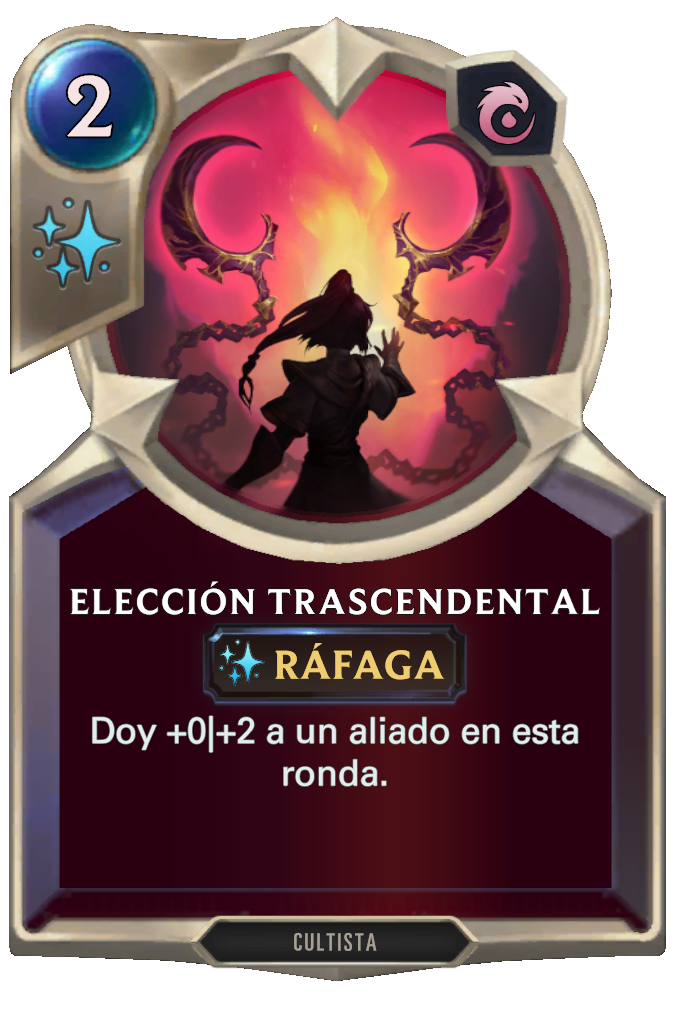 2
ELECCIÓN TRASCENDENTAL
RÁFAGA
Doy +0|+2 a un aliado en esta
ronda.
CULTISTA